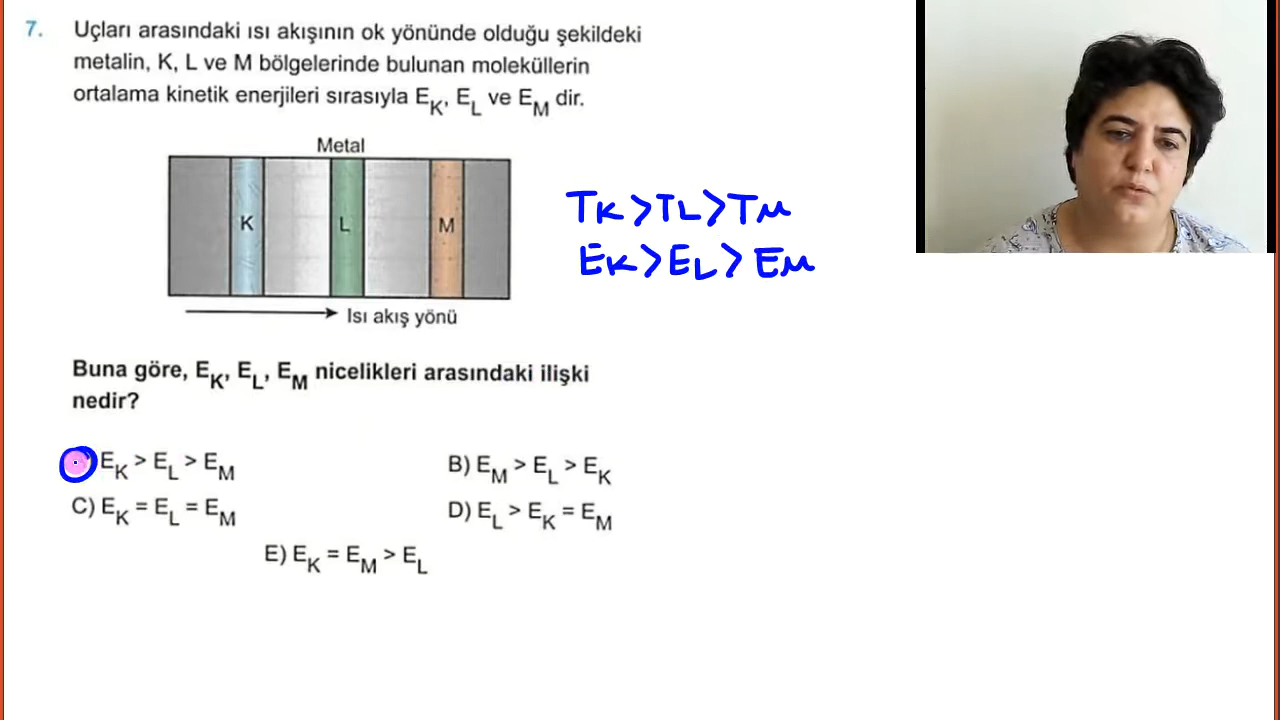 7. Uçları arasındaki ısı akışının ok yönünde olduğu şekildeki
metalin, K, L ve M bölgelerinde bulunan moleküllerin
ortalama kinetik enerjileri sırasıyla EK, EL ve EM dir.
Metal
K
L
M
Isı akış yönü
TK>TL>TM
EK>EL>EM
Buna göre, EK, EL, EM nicelikleri arasındaki ilişki
nedir?
EK > EL > EM
B) EM > EL > EK
C) EK = EL = EM
D) EL > EK = EM
E) EK = EM > EL